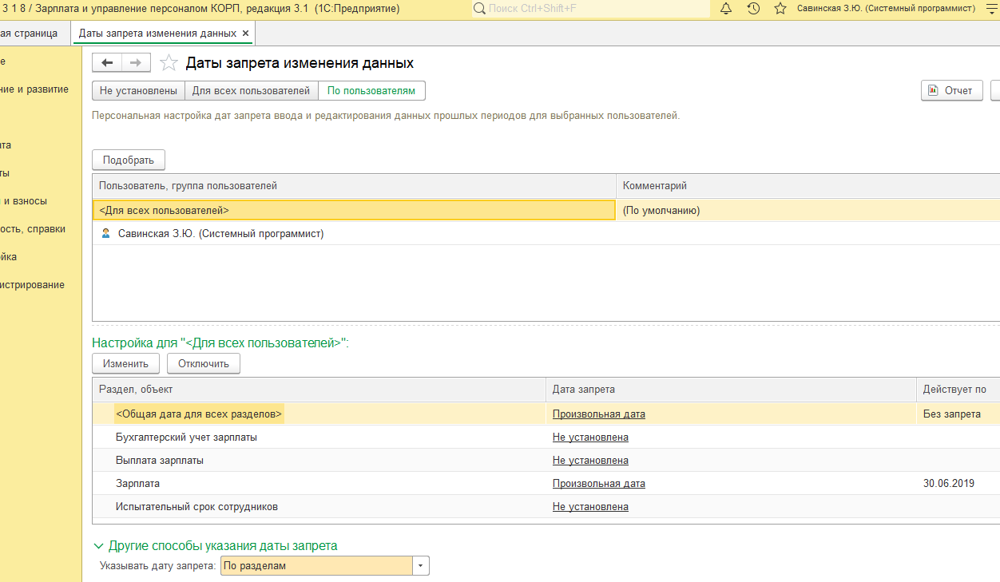 3 1 8 / Зарплата и управление персоналом КОРП, редакция 3.1 (1С:Предприятие)
Поиск Ctrl+Shift+F
Савинская З.Ю. (Системный программист)
ая страница
Даты запрета изменения данных ×
е
ние и развитие
та
ты
и взносы
ость, справки
йка
истрирование
Даты запрета изменения данных
Не установлены Для всех пользователей По пользователям
Отчет
Персональная настройка дат запрета ввода и редактирования данных прошлых периодов для выбранных пользователей.
Подобрать
Пользователь, группа пользователей Комментарий
<Для всех пользователей> (По умолчанию)
Савинская З.Ю. (Системный программист)
Настройка для "<Для всех пользователей>":
Изменить Отключить
Раздел, объект Дата запрета Действует по
<Общая дата для всех разделов> Произвольная дата Без запрета
Бухгалтерский учет зарплаты Не установлена
Выплата зарплаты Не установлена
Зарплата Произвольная дата 30.06.2019
Испытательный срок сотрудников Не установлена
Другие способы указания даты запрета
Указывать дату запрета: По разделам